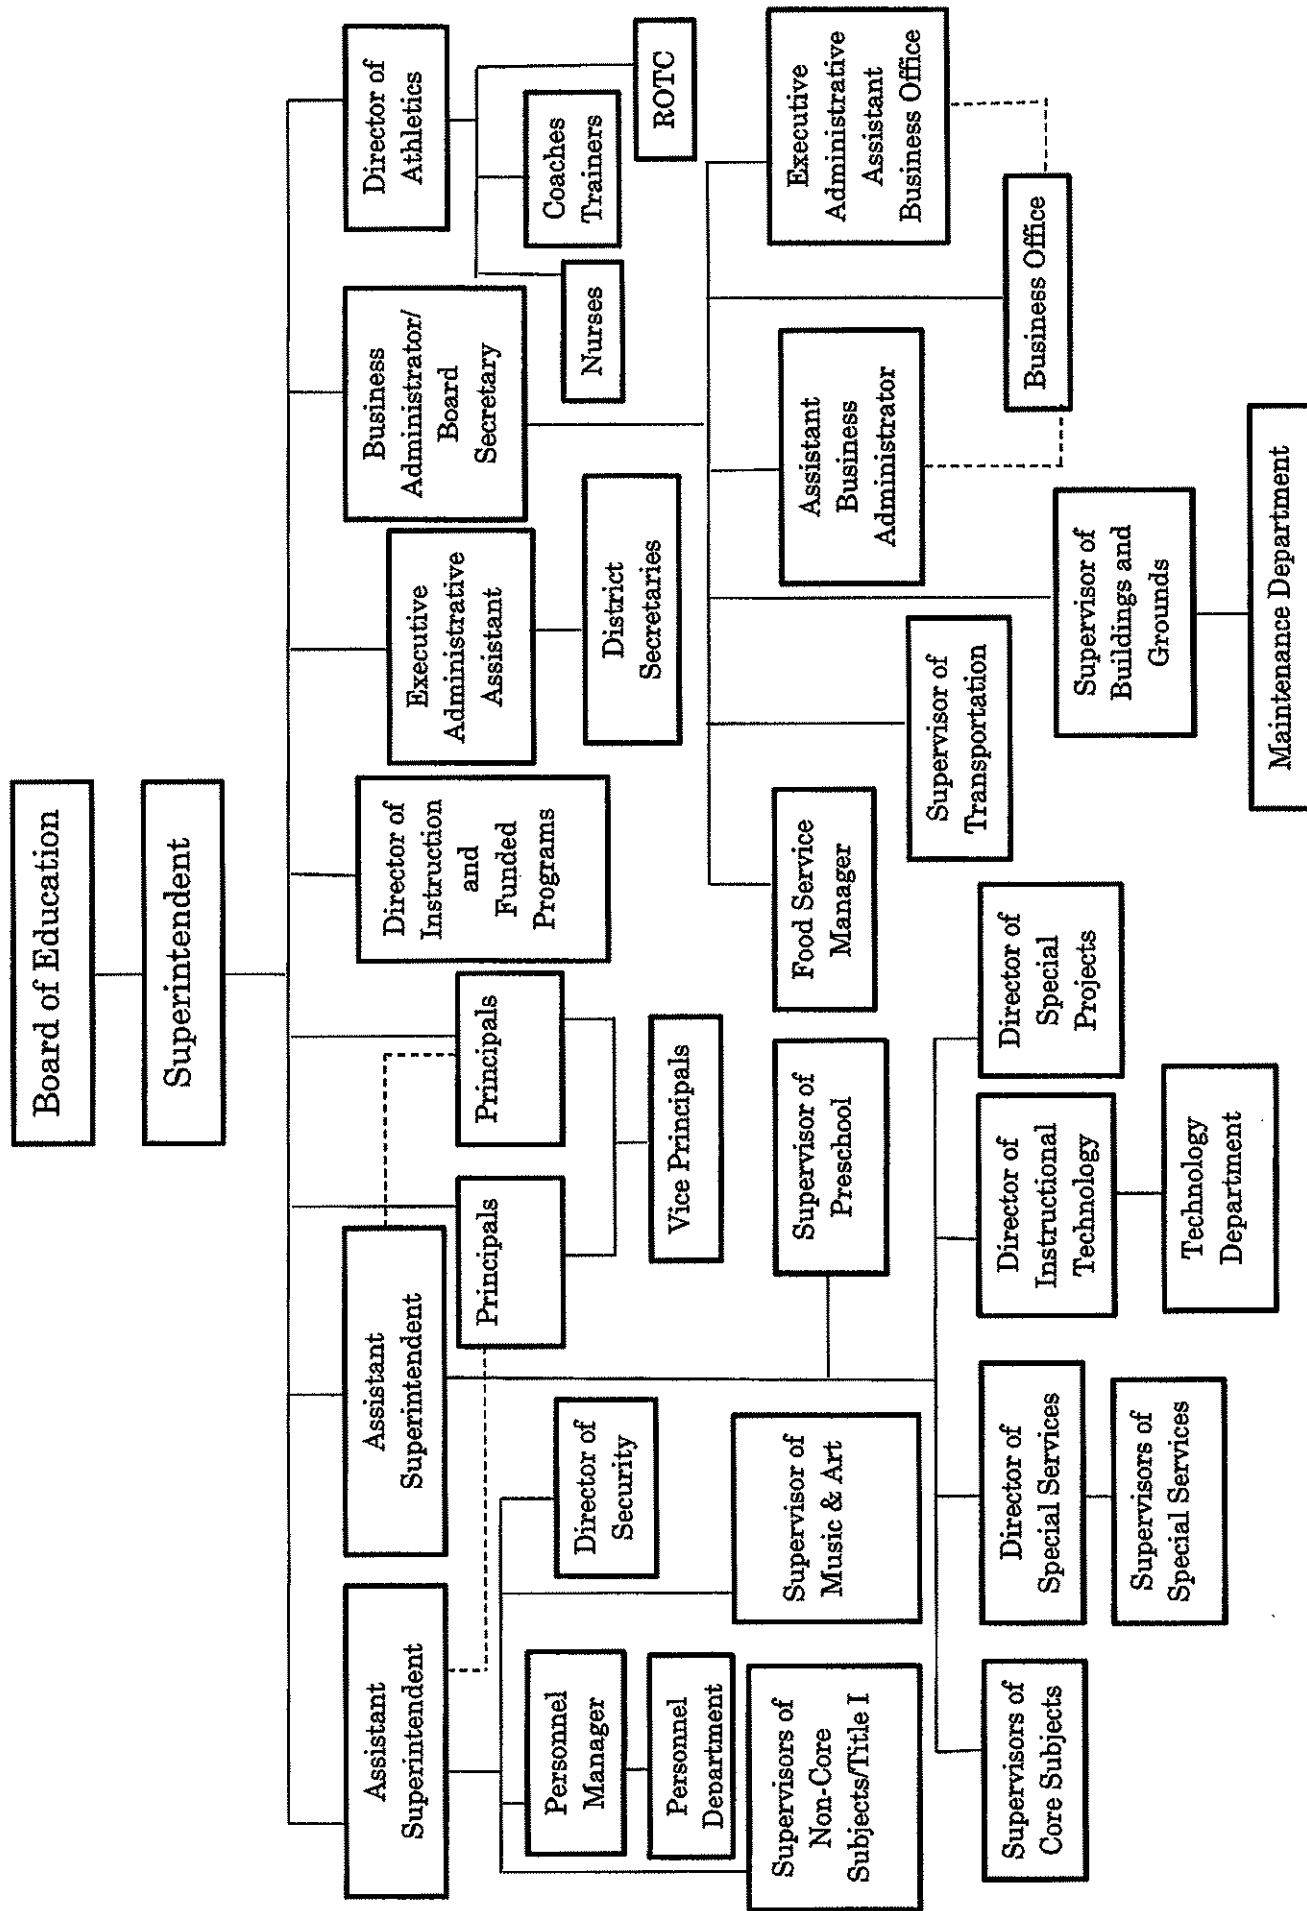 Board of Education
Superintendent
Assistant
Superintendent
Assistant
Superintendent
Principals
Principals
Vice Principals
Director of
Instruction
and
Funded
Programs
Executive
Administrative
Assistant
District
Secretaries
Business
Administrator/
Board
Secretary
Director of
Athletics
Nurses
Coaches
Trainers
ROTC
Personnel
Manager
Personnel
Department
Director of
Security
Supervisors of
Non-Core
Subjects/Title I
Supervisor of
Music & Art
Supervisor of
Preschool
Supervisors of
Core Subjects
Director of
Special Services
Supervisors of
Special Services
Director of
Instructional
Technology
Technology
Department
Director of
Special
Projects
Food Service
Manager
Supervisor of
Transportation
Supervisor of
Buildings and
Grounds
Maintenance Department
Assistant
Business
Administrator
Business Office
Executive
Administrative
Assistant
Business Office